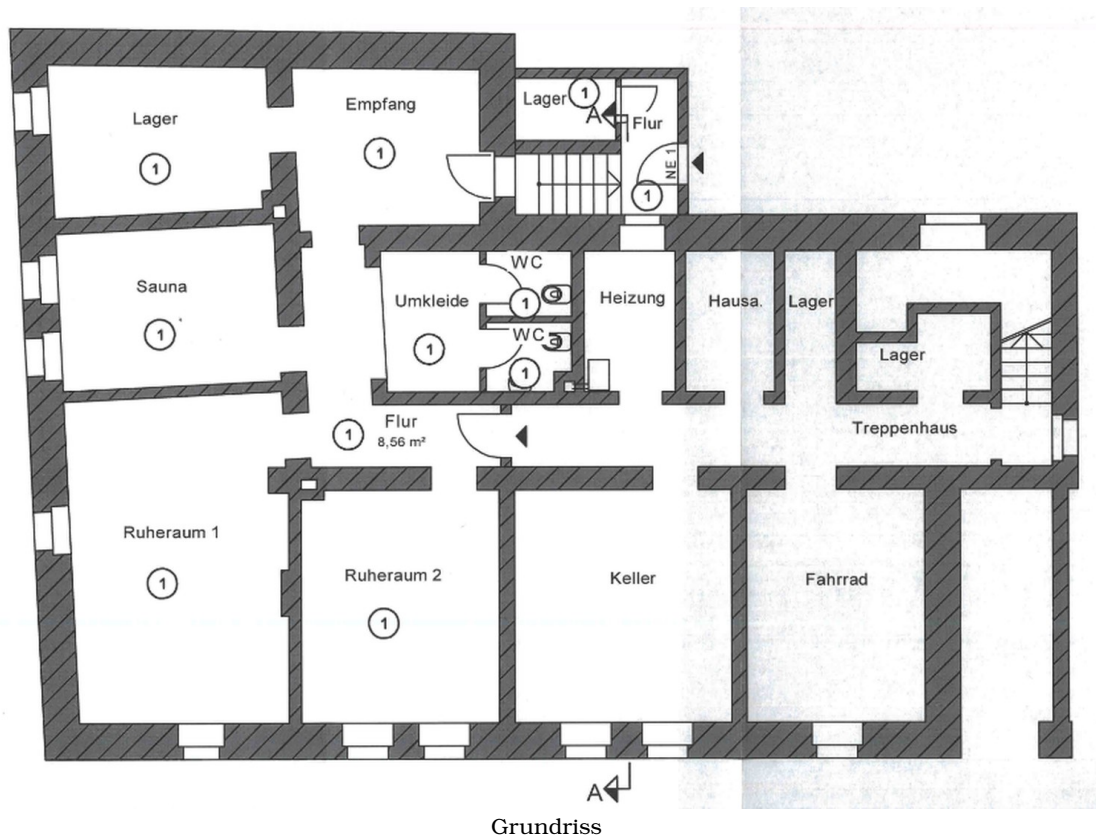 Lager
1
Empfang
1
Lager
1
A
Flur
NE 1
1
Sauna
1
Umkleide
1
WC
1
WC
1
Heizung
Hausa.
Lager
Lager
Flur
1
8,56 m²
Treppenhaus
Ruheraum 1
1
Ruheraum 2
1
Keller
Fahrrad
A
Grundriss